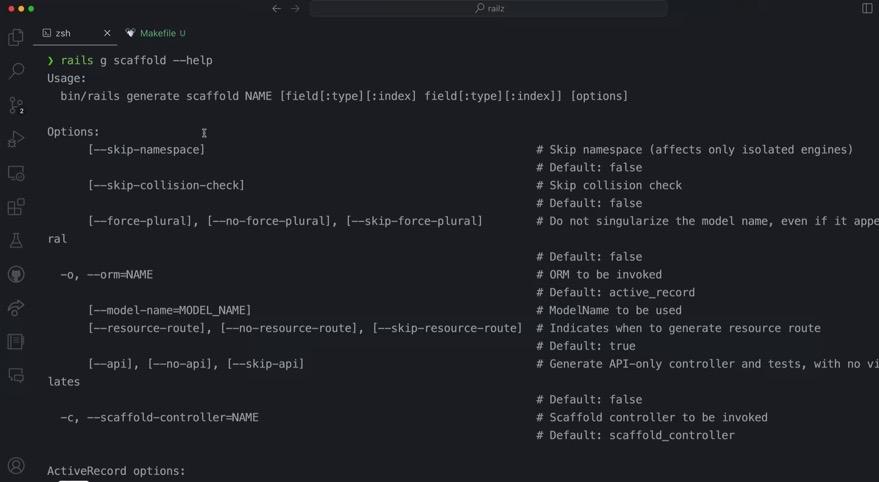 railz
zsh
Makefile U
❯ rails g scaffold --help
Usage:
bin/rails generate scaffold NAME [field[:type][:index] field[:type][:index]] [options]
2
Options:
[--skip-namespace] # Skip namespace (affects only isolated engines)
# Default: false
[--skip-collision-check] # Skip collision check
# Default: false
[--force-plural], [--no-force-plural], [--skip-force-plural] # Do not singularize the model name, even if it appe
ral
# Default: false
-o, --orm=NAME # ORM to be invoked
# Default: active_record
[--model-name=MODEL_NAME] # ModelName to be used
[--resource-route], [--no-resource-route], [--skip-resource-route] # Indicates when to generate resource route
# Default: true
[--api], [--no-api], [--skip-api] # Generate API-only controller and tests, with no vi
lates
# Default: false
-c, --scaffold-controller=NAME # Scaffold controller to be invoked
# Default: scaffold_controller
ActiveRecord options: